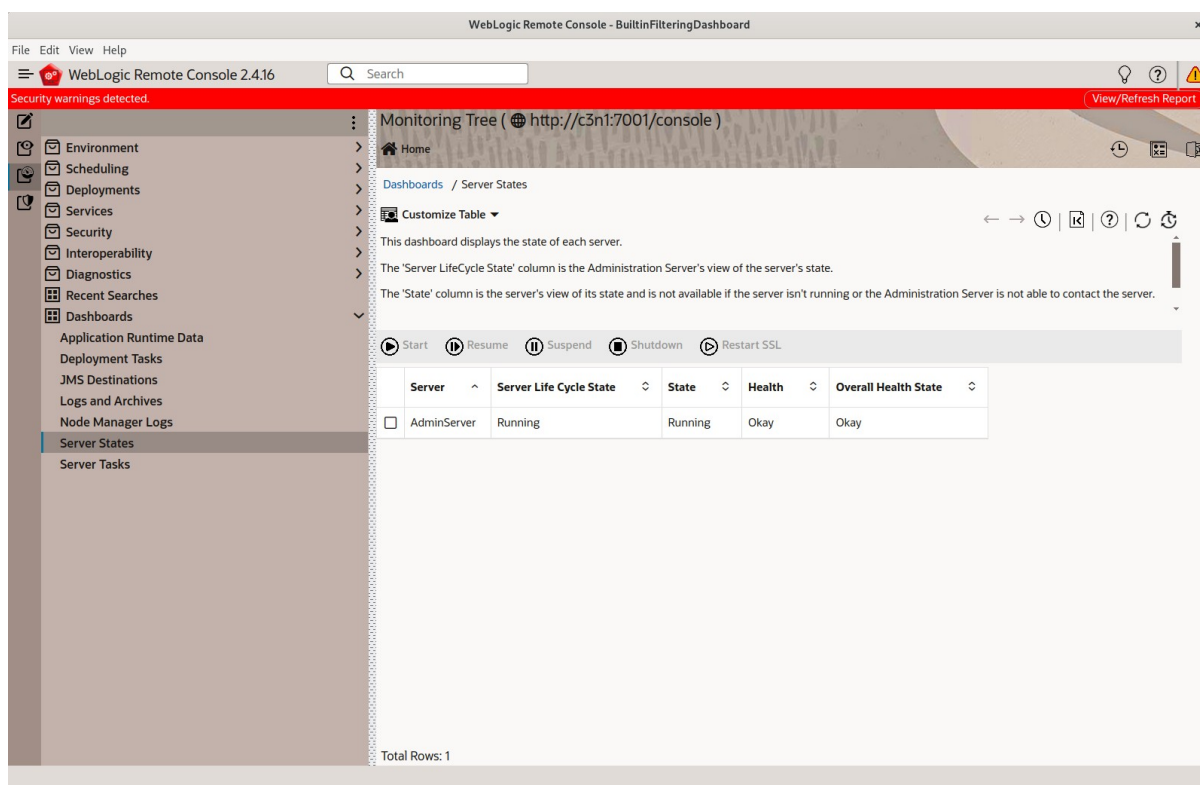 WebLogic Remote Console - BuiltinFilteringDashboard
File Edit View Help
WebLogic Remote Console 2.4.16
Search
Security warnings detected.
View/Refresh Report
Monitoring Tree ( http://c3n1:7001/console )
Home
Environment
Scheduling
Deployments
Services
Security
Interoperability
Diagnostics
Recent Searches
Dashboards
Application Runtime Data
Deployment Tasks
JMS Destinations
Logs and Archives
Node Manager Logs
Server States
Server Tasks
Dashboards / Server States
Customize Table
This dashboard displays the state of each server.
The 'Server LifeCycle State' column is the Administration Server's view of the server's state.
The 'State' column is the server's view of its state and is not available if the server isn't running or the Administration Server is not able to contact the server.
Start Resume Suspend Shutdown Restart SSL
Server Server Life Cycle State State Health Overall Health State
AdminServer Running Running Okay Okay
Total Rows: 1